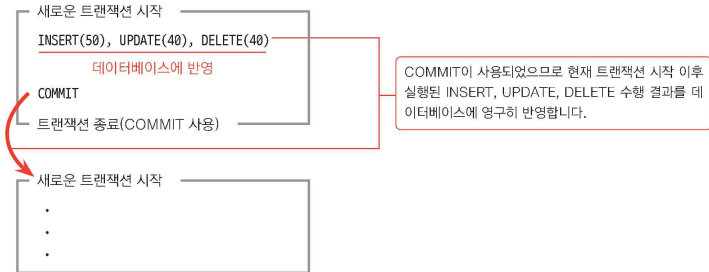 새로운 트랜잭션 시작
INSERT(50), UPDATE(40), DELETE(40)
데이터베이스에 반영
COMMIT
트랜잭션 종료(COMMIT 사용)
COMMIT이 사용되었으므로 현재 트랜잭션 시작 이후
실행된 INSERT, UPDATE, DELETE 수행 결과를 데
이터베이스에 영구히 반영합니다.
새로운 트랜잭션 시작